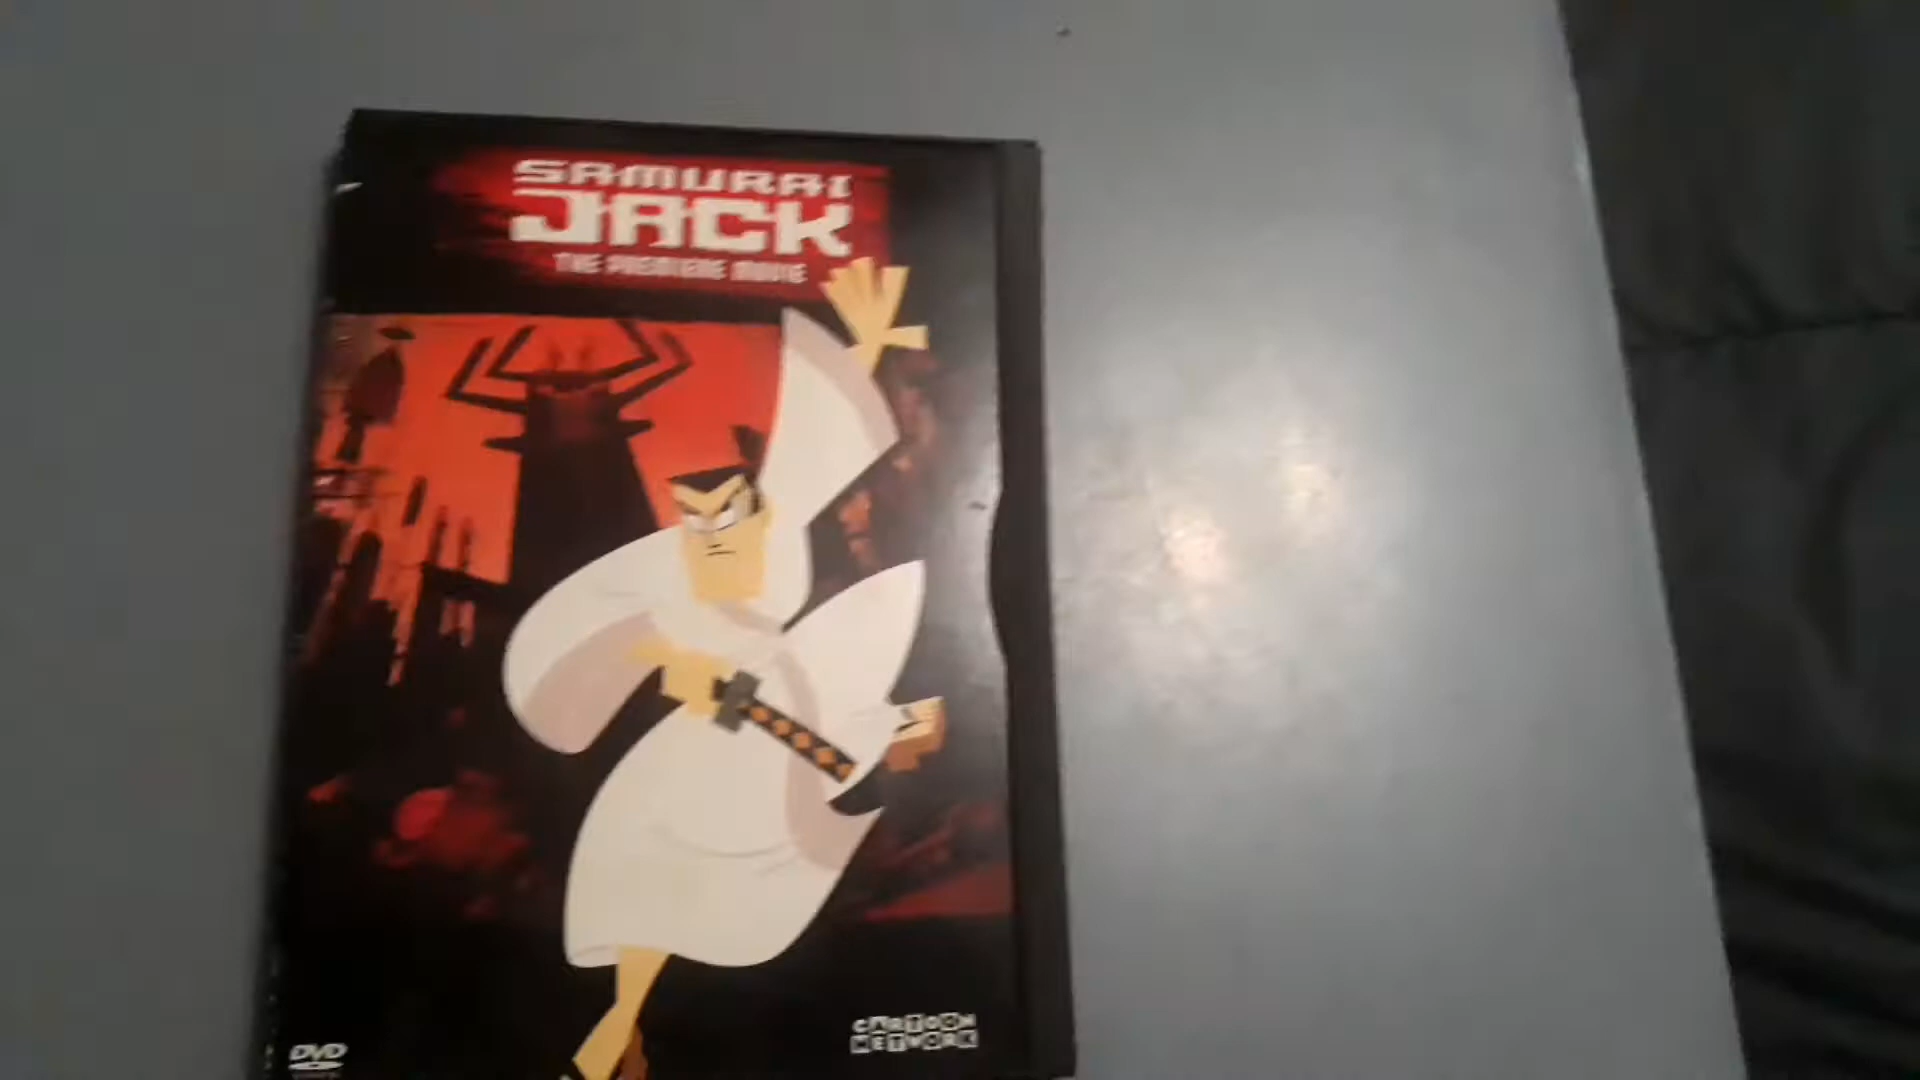 SAMURAI
JACK
THE PREMIERE MOVIE
CARTOON
NETWORK
DVD